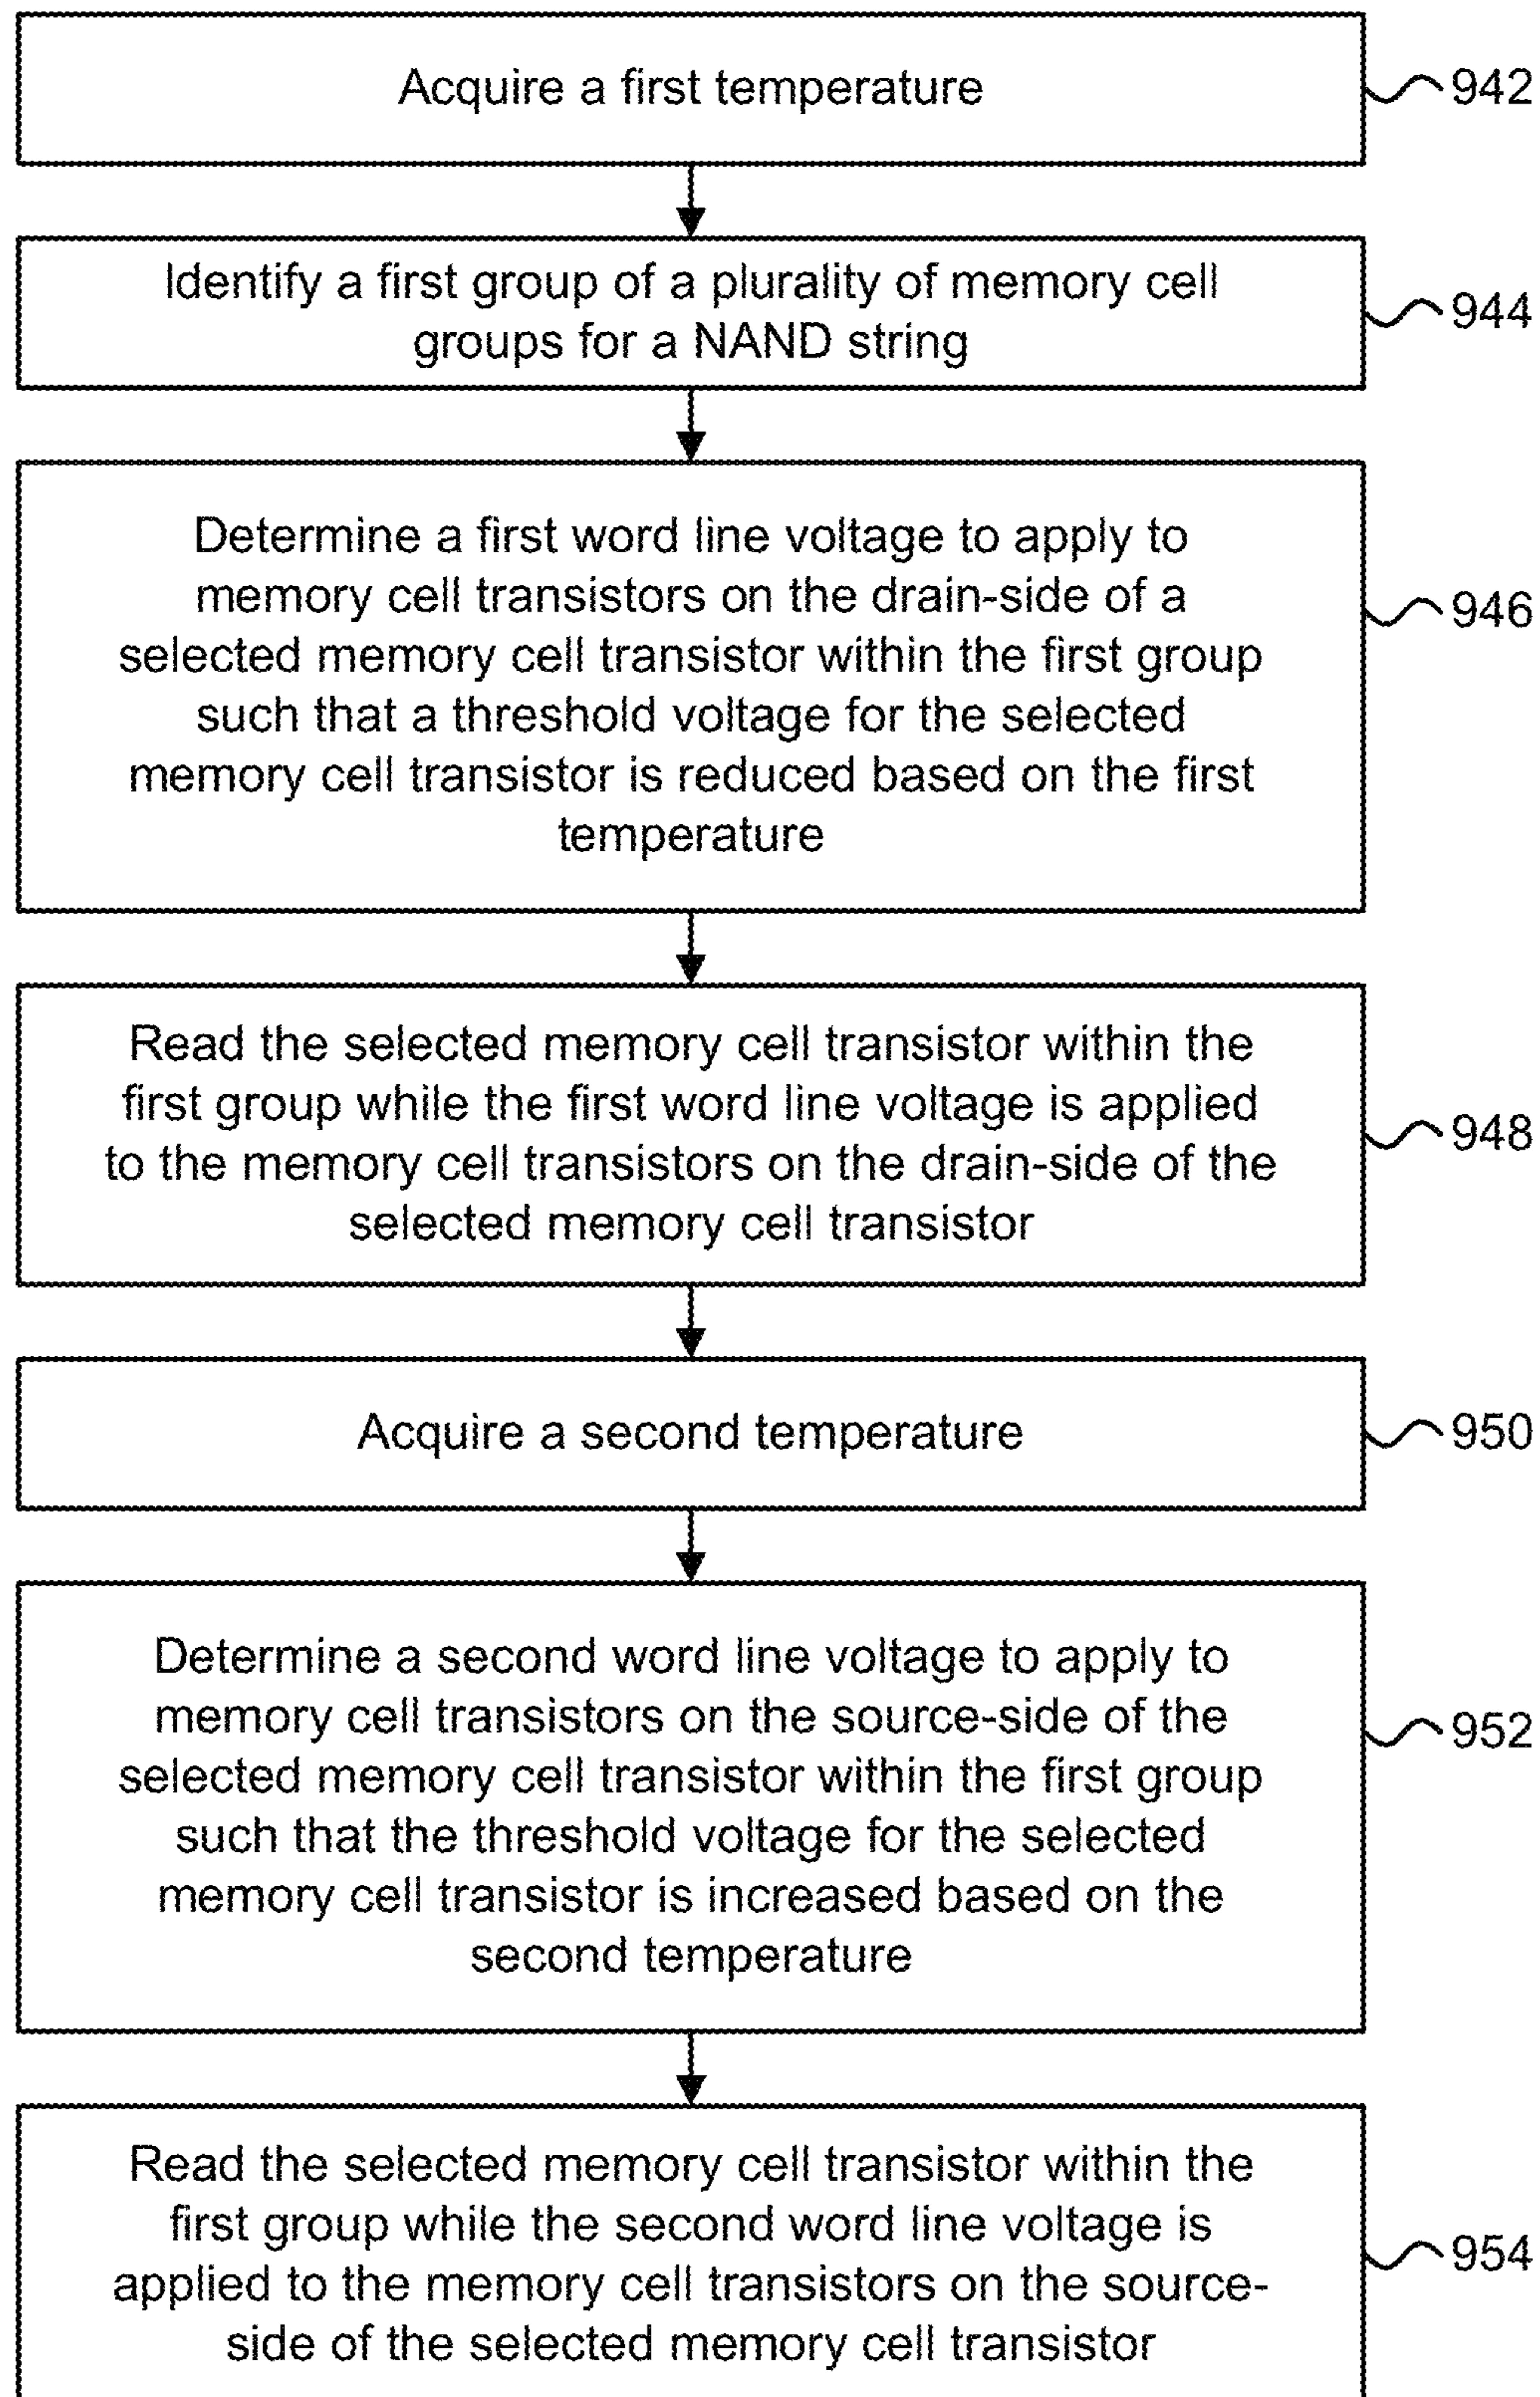 Acquire a first temperature
942
Identify a first group of a plurality of memory cell
groups for a NAND string
944
Determine a first word line voltage to apply to
memory cell transistors on the drain-side of a
selected memory cell transistor within the first group
such that a threshold voltage for the selected
memory cell transistor is reduced based on the first
temperature
946
Read the selected memory cell transistor within the
first group while the first word line voltage is applied
to the memory cell transistors on the drain-side of the
selected memory cell transistor
948
Acquire a second temperature
950
Determine a second word line voltage to apply to
memory cell transistors on the source-side of the
selected memory cell transistor within the first group
such that the threshold voltage for the selected
memory cell transistor is increased based on the
second temperature
952
Read the selected memory cell transistor within the
first group while the second word line voltage is
applied to the memory cell transistors on the source-
side of the selected memory cell transistor
954